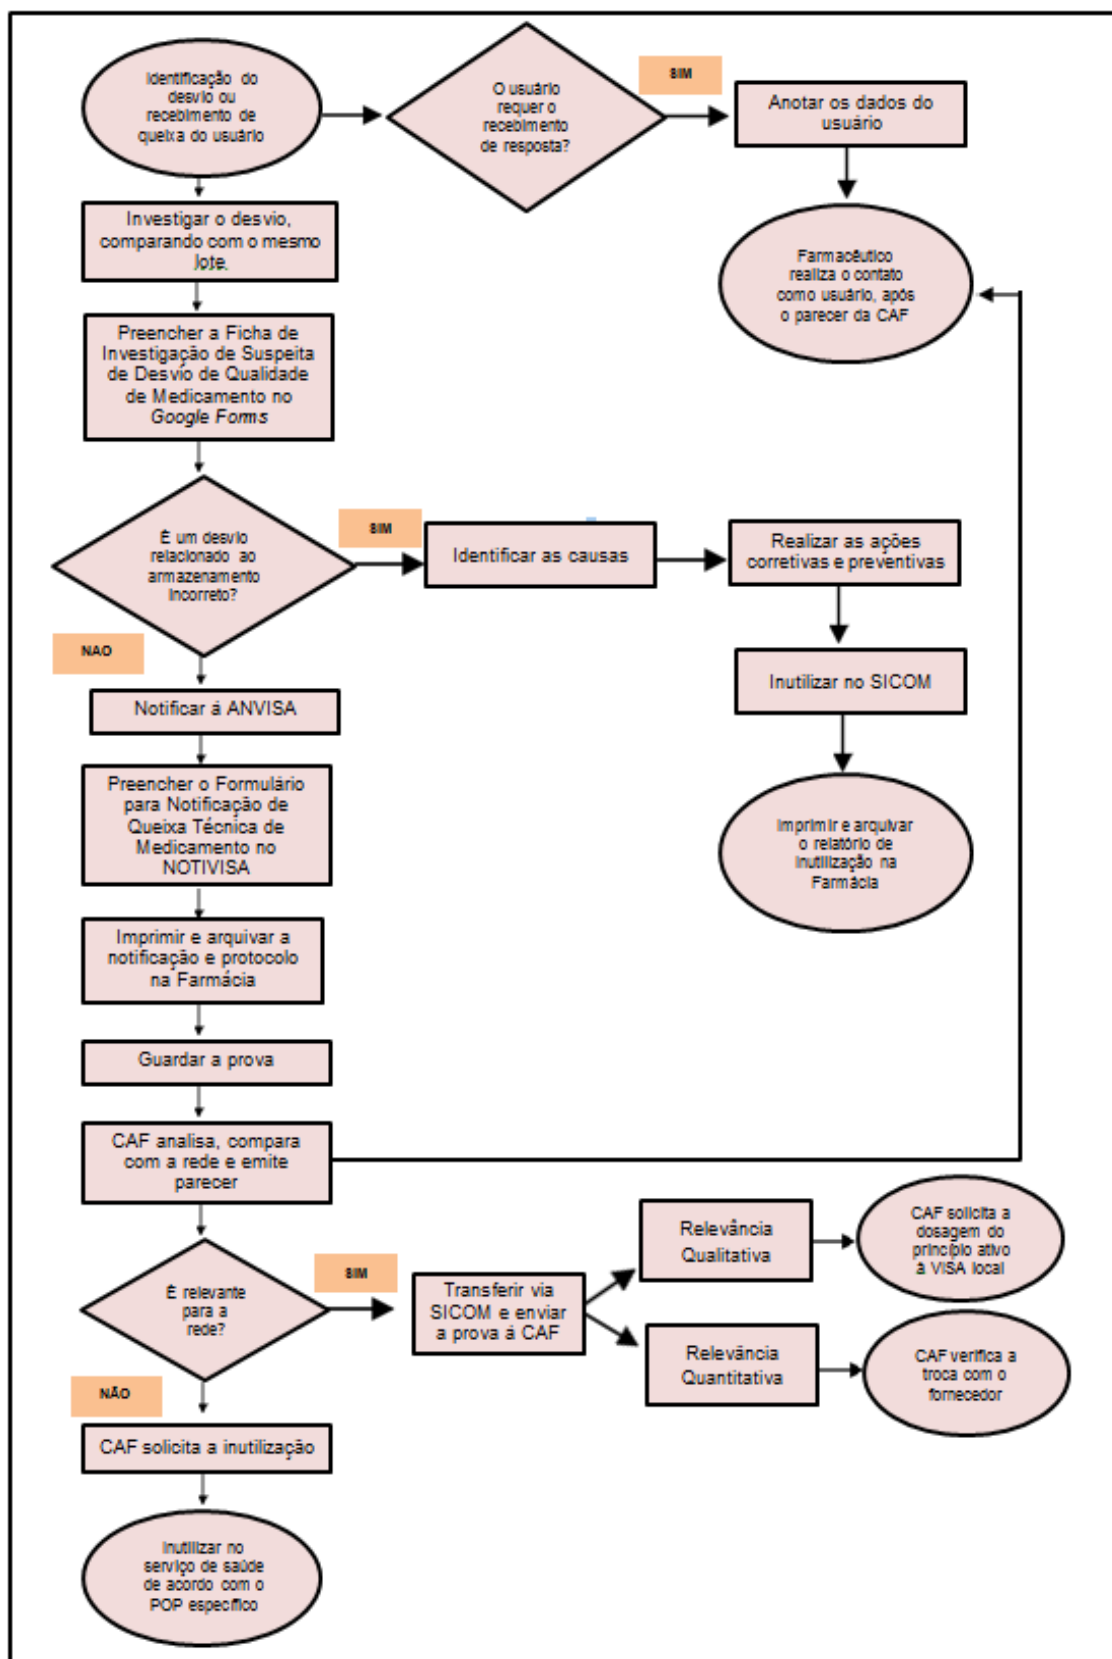 Identificação do
desvio ou
recebimento de
queixa do usuário
O usuário
requer o
recebimento
de resposta?
SIM
Anotar os dados do
usuário
Farmacêutico
realiza o contato
como usuário, após
o parecer da CAF
Investigar o desvio,
comparando com o mesmo
lote.
Preencher a Ficha de
Investigação de Suspeita
de Desvio de Qualidade
de Medicamento no
Google Forms
É um desvio
relacionado ao
armazenamento
incorreto?
SIM
Identificar as causas
Realizar as ações
corretivas e preventivas
Inutilizar no SICOM
Imprimir e arquivar
o relatório de
inutilização na
Farmácia
NAO
Notificar á ANVISA
Preencher o Formulário
para Notificação de
Queixa Técnica de
Medicamento no
NOTIVISA
Imprimir e arquivar a
notificação e protocolo
na Farmácia
Guardar a prova
CAF analisa, compara
com a rede e emite
parecer
É relevante
para a
rede?
SIM
Transferir via
SICOM e enviar
a prova á CAF
Relevância
Qualitativa
CAF solicita a
dosagem do
princípio ativo
à VISA local
Relevância
Quantitativa
CAF verifica a
troca com o
fornecedor
NÃO
CAF solicita a inutilização
Inutilizar no
serviço de saúde
de acordo com o
POP específico